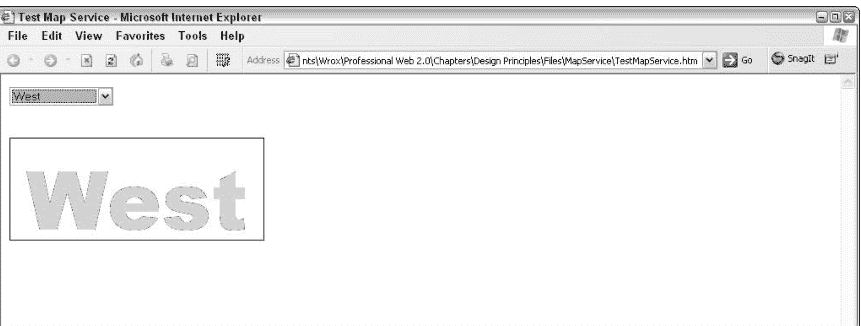 Test Map Service - Microsoft Internet Explorer
File Edit View Favorites Tools Help
Address nts\Wrox\Professional Web 2.0\Chapters\Design Principles\Files\MapService\TestMapService.htm Go SnagIt
West
West